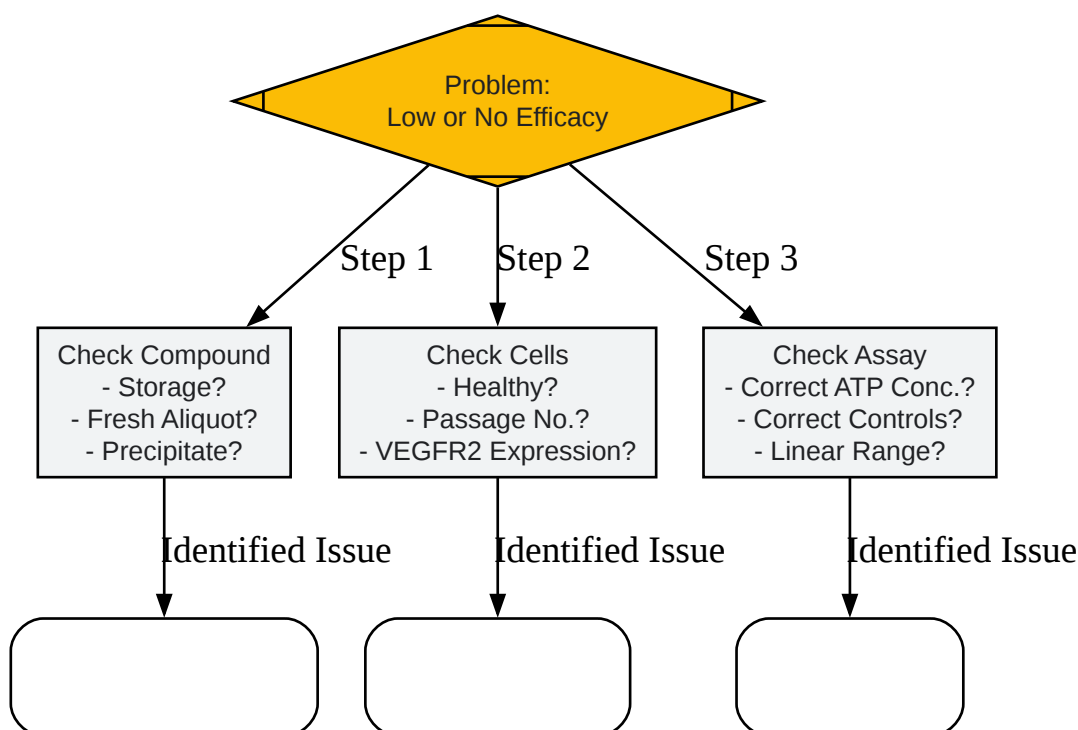 Problem:
Low or No Efficacy
Step 1
Step 2
Step 3
Check Compound
- Storage?
- Fresh Aliquot?
- Precipitate?
Check Cells
- Healthy?
- Passage No.?
- VEGFR2 Expression?
Check Assay
- Correct ATP Conc.?
- Correct Controls?
- Linear Range?
Identified Issue
Identified Issue
Identified Issue